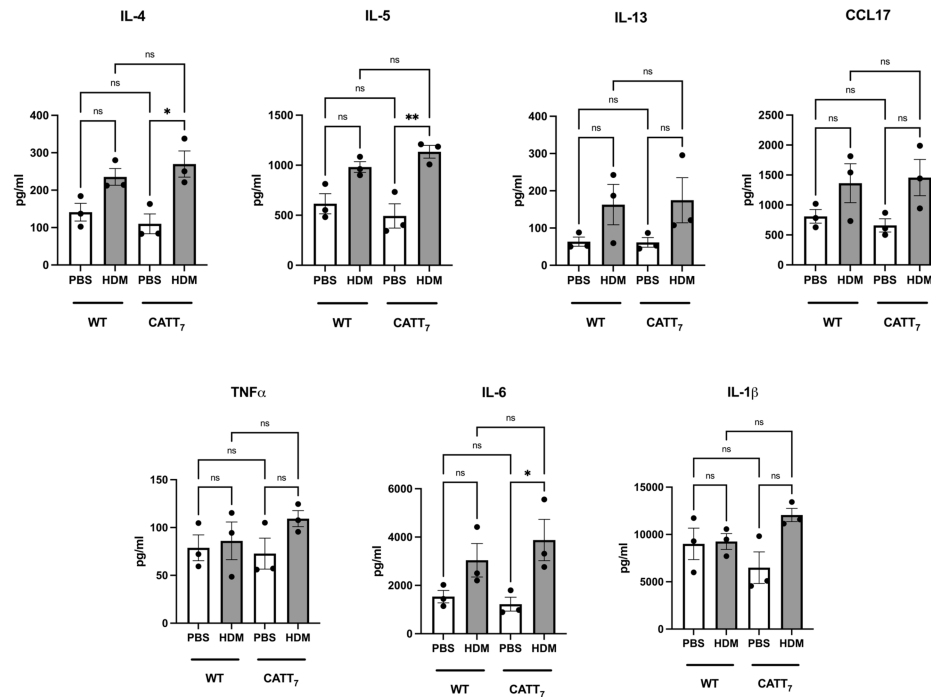 IL-4
ns
ns
ns
*
400
300
200
100
0
pg/ml
PBS HDM PBS HDM
WT CATT₇
IL-5
ns
ns
ns
**
1500
1000
500
0
pg/ml
PBS HDM PBS HDM
WT CATT₇
IL-13
ns
ns
ns
ns
400
300
200
100
0
pg/ml
PBS HDM PBS HDM
WT CATT₇
CCL17
ns
ns
ns
ns
2500
2000
1500
1000
500
0
pg/ml
PBS HDM PBS HDM
WT CATT₇
TNFα
ns
ns
ns
ns
150
100
50
0
pg/ml
PBS HDM PBS HDM
WT CATT₇
IL-6
ns
ns
ns
*
6000
4000
2000
0
pg/ml
PBS HDM PBS HDM
WT CATT₇
IL-1β
ns
ns
ns
ns
15000
10000
5000
0
pg/ml
PBS HDM PBS HDM
WT CATT₇